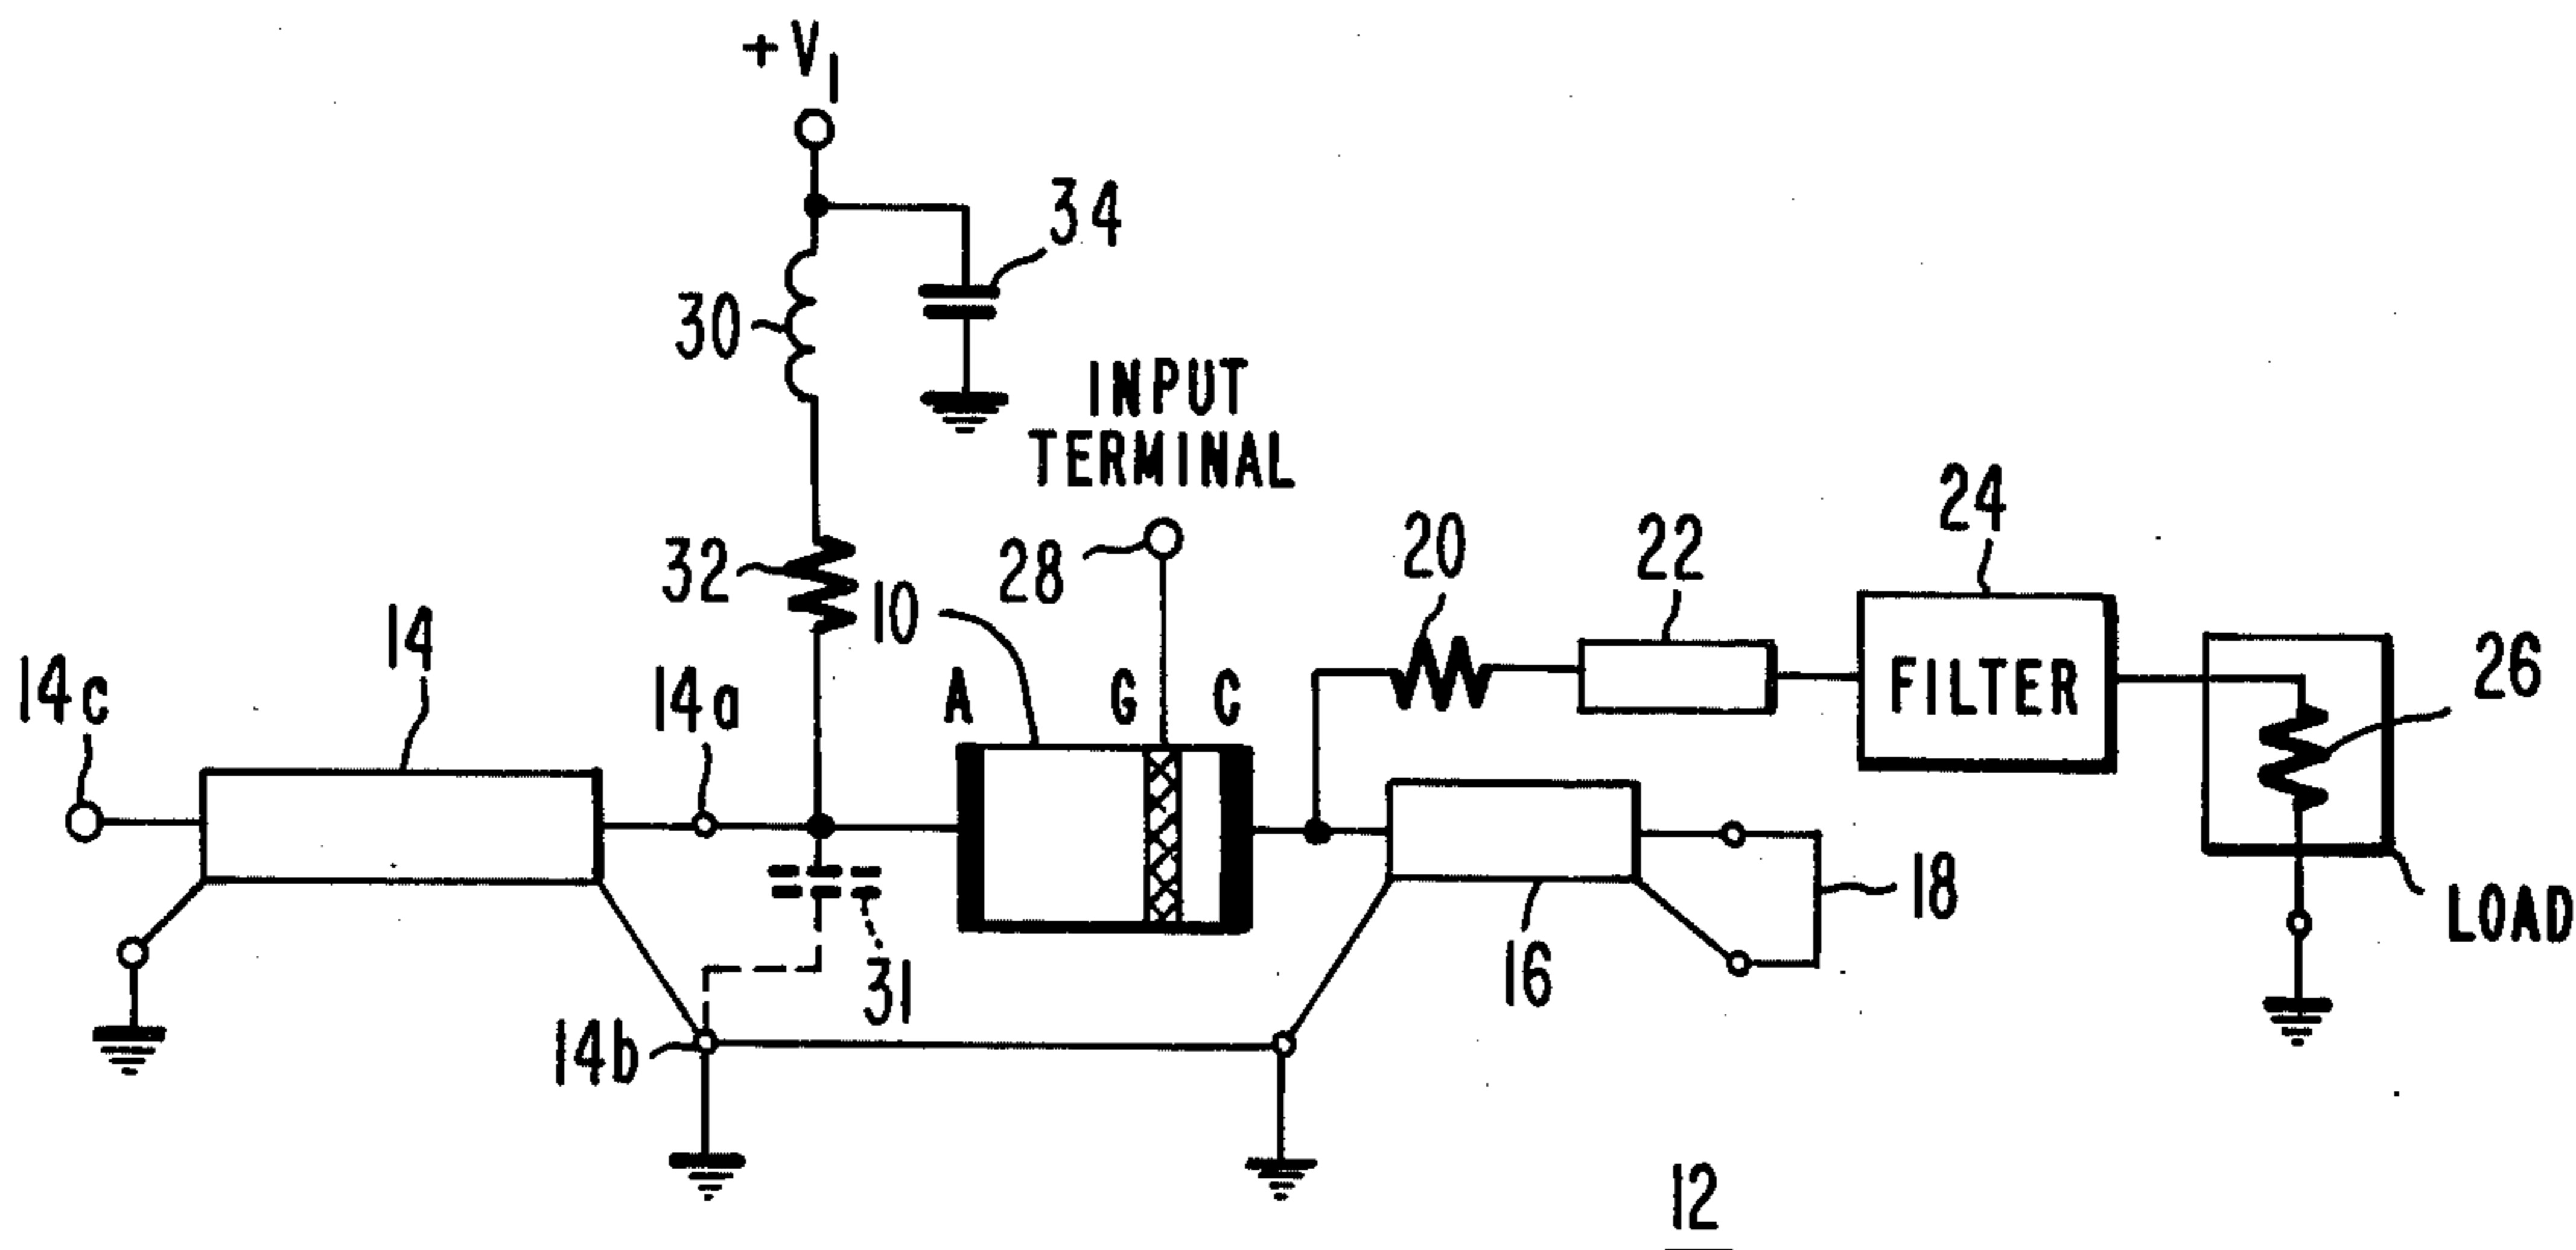 +V1
34
30
INPUT
TERMINAL
28
32
10
20
22
24
FILTER
26
LOAD
14c
14
14a
A
G
C
31
14b
16
18
12